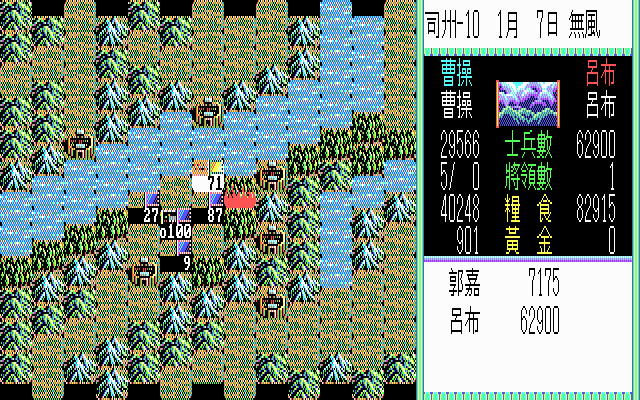 司州-10 1月 7日 無風
曹操 呂布
曹操 呂布
29566 士兵數 62900
5/ 0 將領數 1
40248 糧食 82915
901 黃金 0
71
27 87
100
9
郭嘉 7175
呂布 62900